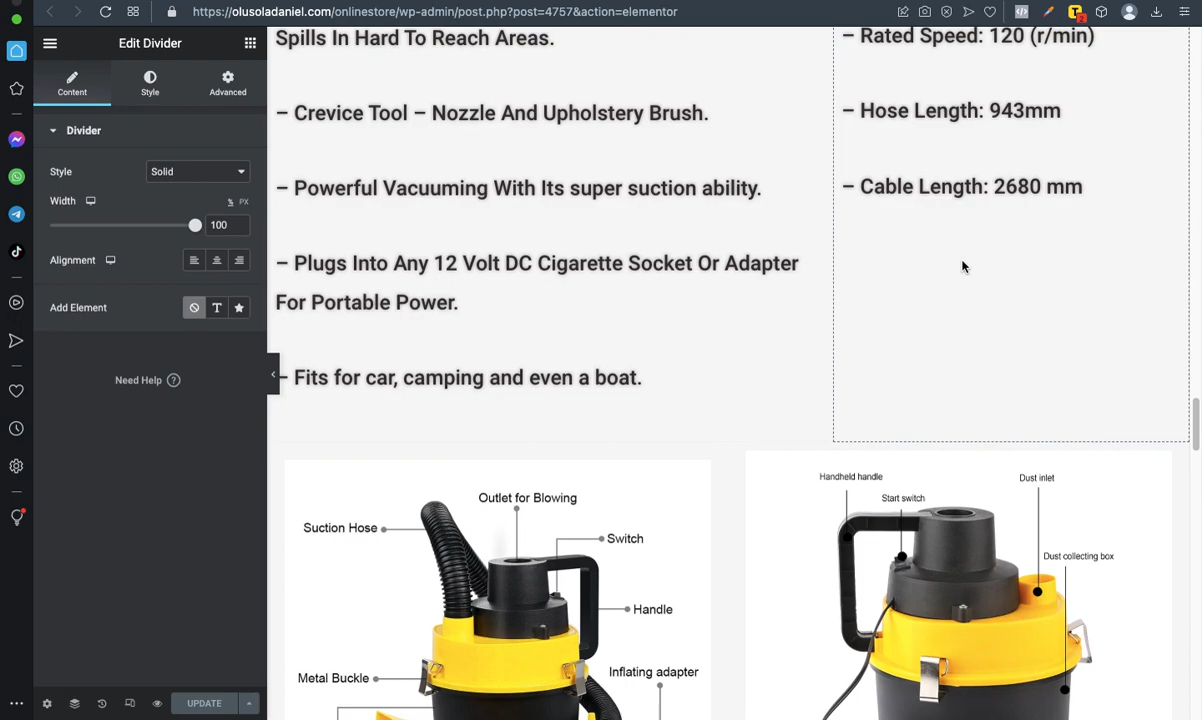 https://olusoladaniel.com/onlinestore/wp-admin/post.php?post=4757&action=elementor
2
Edit Divider
Content
Style
Advanced
Divider
Style
Solid
Width
% PX
100
Alignment
Add Element
Need Help ?
UPDATE
Spills In Hard To Reach Areas.
– Crevice Tool – Nozzle And Upholstery Brush.
– Powerful Vacuuming With Its super suction ability.
– Plugs Into Any 12 Volt DC Cigarette Socket Or Adapter
For Portable Power.
– Fits for car, camping and even a boat.
– Rated Speed: 120 (r/min)
– Hose Length: 943mm
– Cable Length: 2680 mm
Outlet for Blowing
Suction Hose
Switch
Handle
Metal Buckle
Inflating adapter
Handheld handle
Start switch
Dust inlet
Dust collecting box